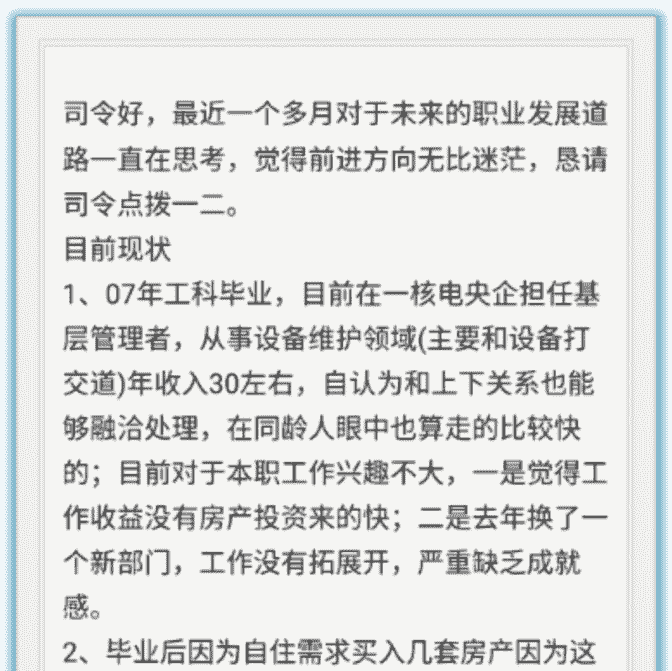 司令好，最近一个多月对于未来的职业发展道
路一直在思考，觉得前进方向无比迷茫，恳请
司令点拨一二。
目前现状
1、07年工科毕业，目前在一核电央企担任基
层管理者，从事设备维护领域(主要和设备打
交道)年收入30左右，自认为和上下关系也能
够融洽处理，在同龄人眼中也算走的比较快
的；目前对于本职工作兴趣不大，一是觉得工
作收益没有房产投资来的快；二是去年换了一
个新部门，工作没有拓展开，严重缺乏成就
感。
2、毕业后因为自住需求买入几套房产因为这